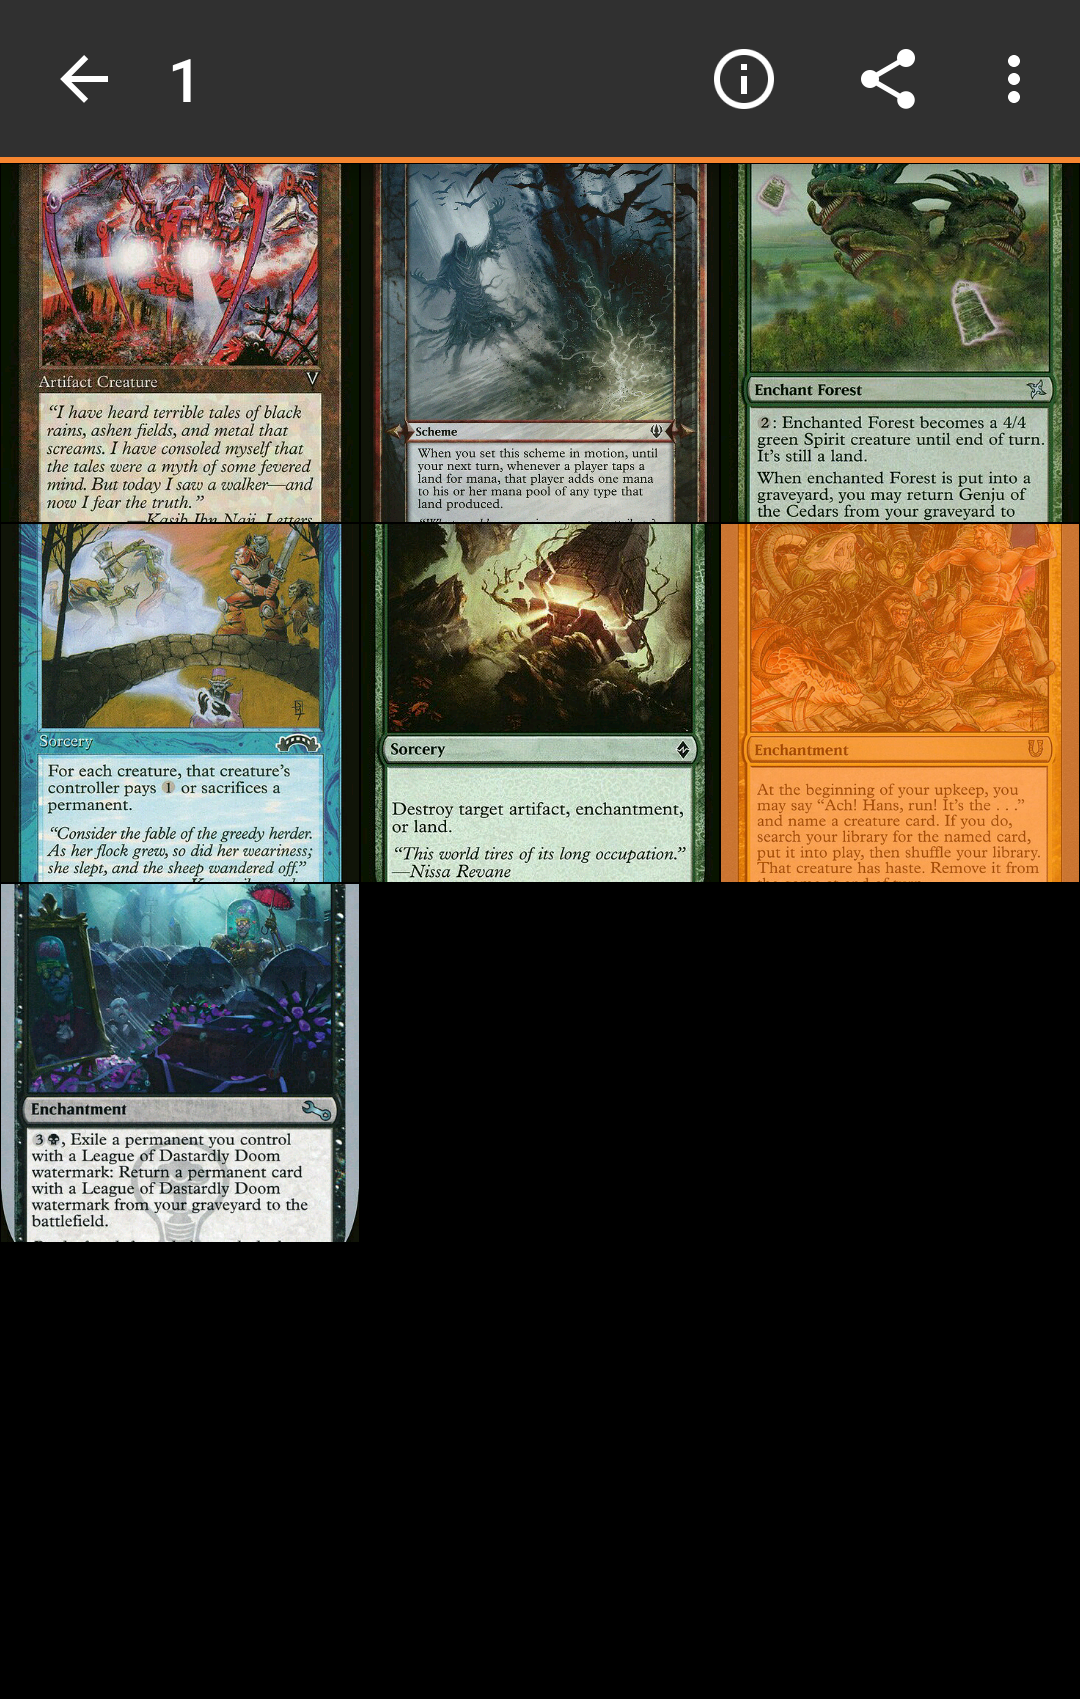 1
Artifact Creature
"I have heard terrible tales of black
rains, ashen fields, and metal that
screams. I have consoled myself that
the tales were a myth of some fevered
mind. But today I saw a walker—and
now I fear the truth."
—Kasib Ibn Naji, Letters
Scheme
When you set this scheme in motion, until
your next turn, whenever a player taps a
land for mana, that player adds one mana
to his or her mana pool of any type that
land produced.
Enchant Forest
2: Enchanted Forest becomes a 4/4
green Spirit creature until end of turn.
It's still a land.
When enchanted Forest is put into a
graveyard, you may return Genju of
the Cedars from your graveyard to
Sorcery
For each creature, that creature's
controller pays 1 or sacrifices a
permanent.
"Consider the fable of the greedy herder.
As her flock grew, so did her weariness;
she slept, and the sheep wandered off."
Sorcery
Destroy target artifact, enchantment,
or land.
"This world tires of its long occupation."
—Nissa Revane
Enchantment
At the beginning of your upkeep, you
may say "Ach! Hans, run! It's the . . ."
and name a creature card. If you do,
search your library for the named card,
put it into play, then shuffle your library.
That creature has haste. Remove it from
Enchantment
3, Exile a permanent you control
with a League of Dastardly Doom
watermark: Return a permanent card
with a League of Dastardly Doom
watermark from your graveyard to the
battlefield.